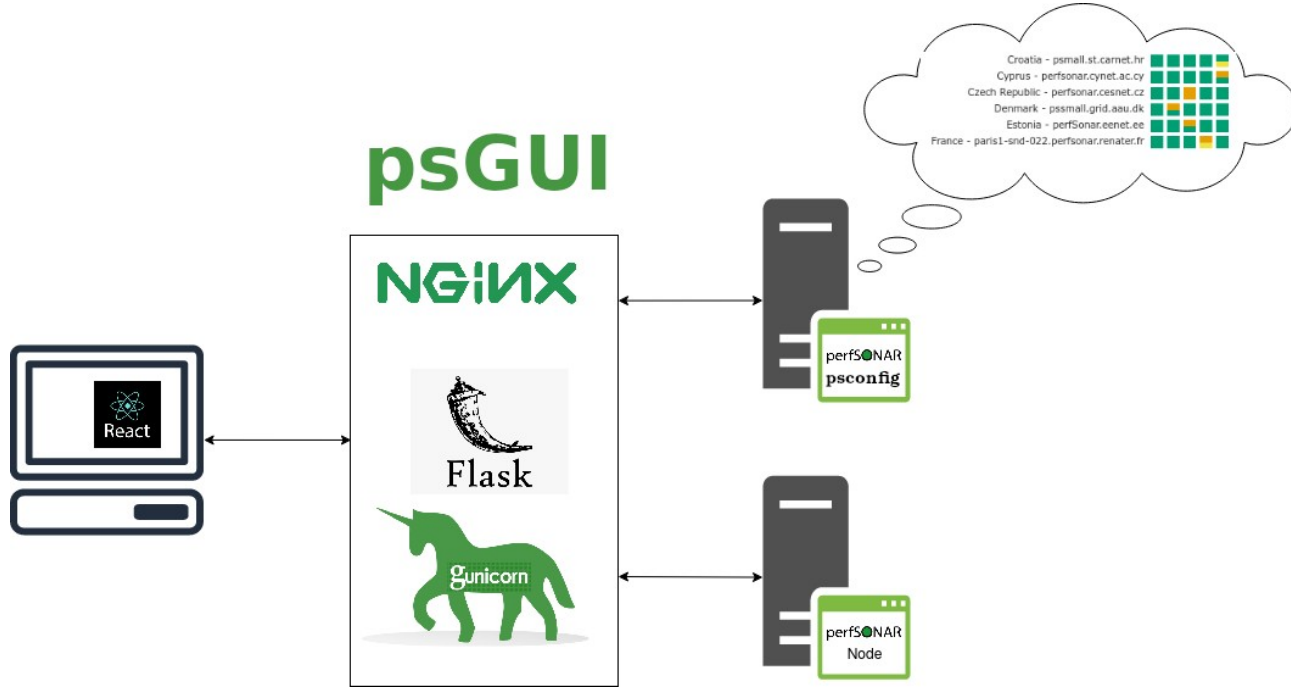 Croatia - psmall.st.carnet.hr
Cyprus - perfsonar.cynet.ac.cy
Czech Republic - perfsonar.cesnet.cz
Denmark - pssmall.grid.aau.dk
Estonia - perfSonar.eenet.ee
France - paris1-snd-022.perfsonar.renater.fr
psGUI
NGiNX
perfSONAR
psconfig
React
Flask
gunicorn
perfSONAR
Node